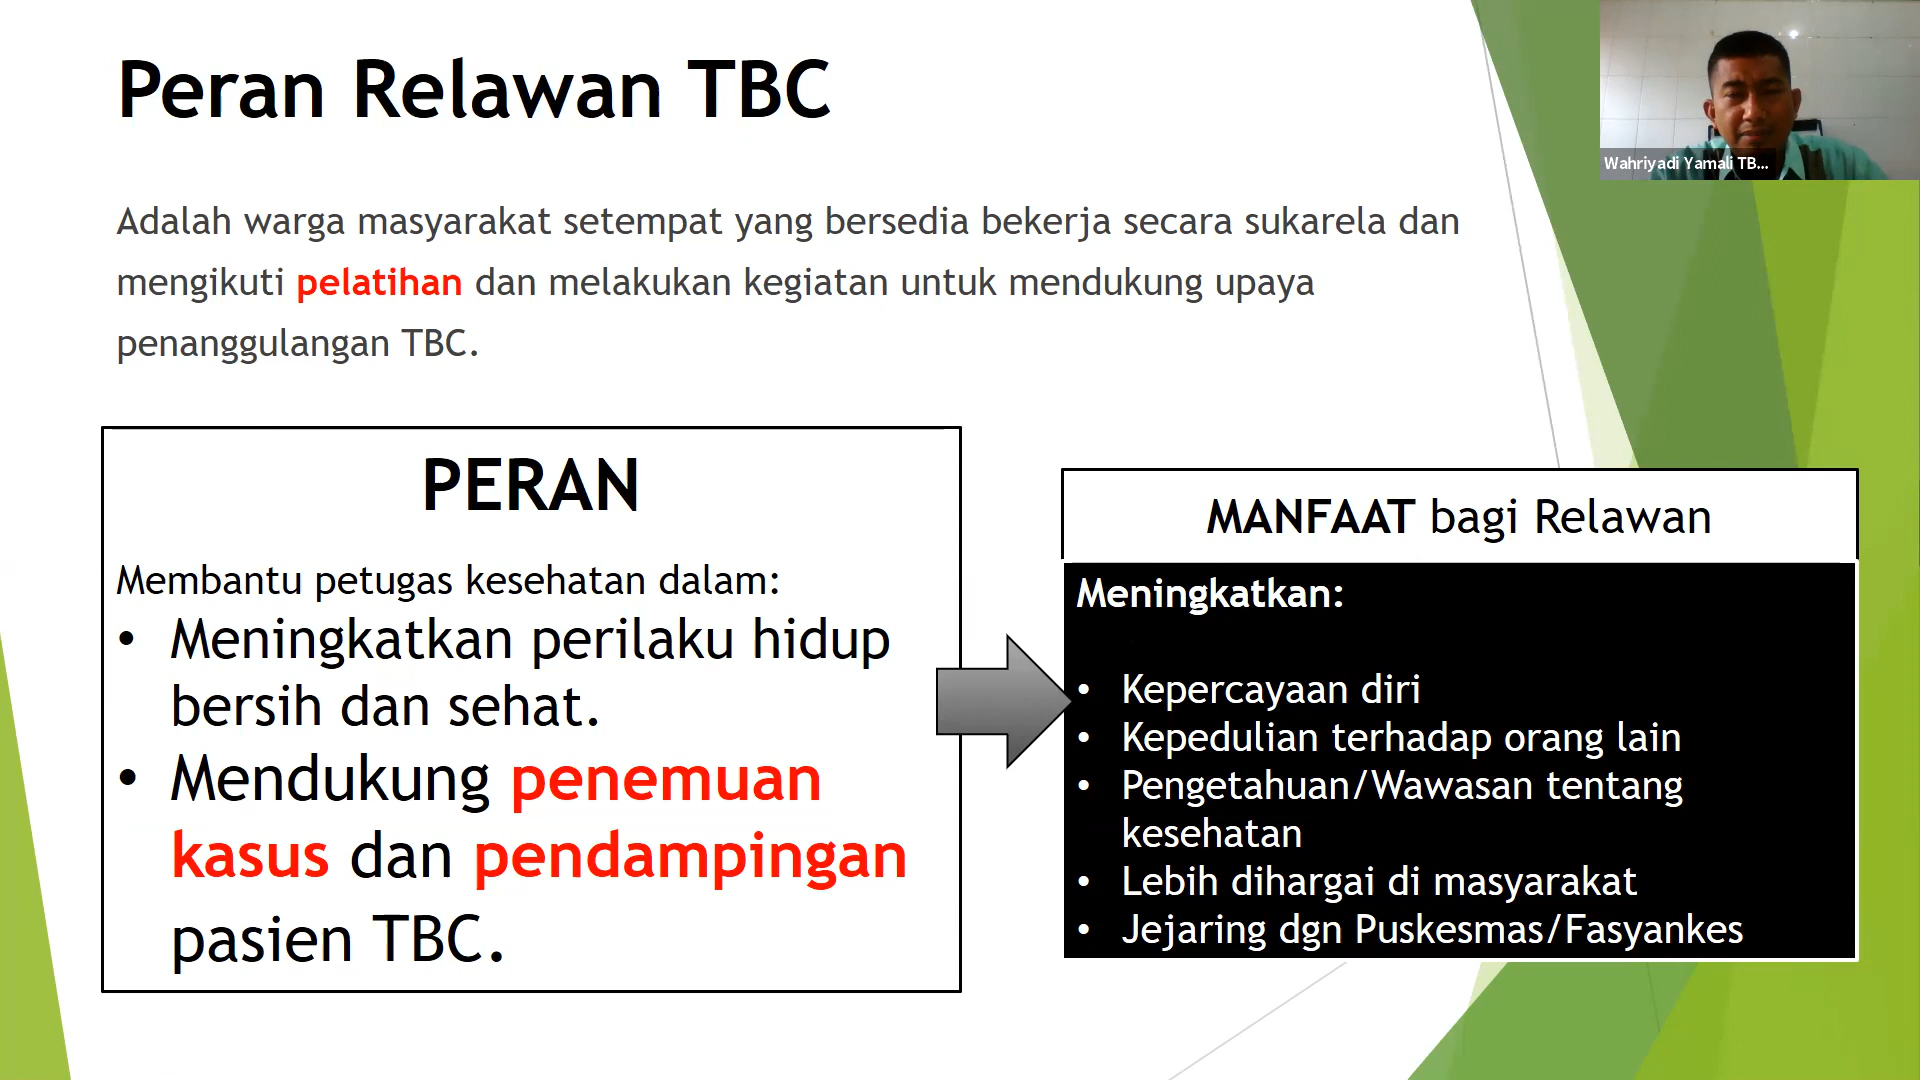 Peran Relawan TBC
Wahriyadi Yamali TB...
Adalah warga masyarakat setempat yang bersedia bekerja secara sukarela dan
mengikuti pelatihan dan melakukan kegiatan untuk mendukung upaya
penanggulangan TBC.
PERAN
Membantu petugas kesehatan dalam:
• Meningkatkan perilaku hidup
bersih dan sehat.
• Mendukung penemuan
kasus dan pendampingan
pasien TBC.
MANFAAT bagi Relawan
Meningkatkan:
• Kepercayaan diri
• Kepedulian terhadap orang lain
• Pengetahuan/Wawasan tentang
kesehatan
• Lebih dihargai di masyarakat
• Jejaring dgn Puskesmas/Fasyankes